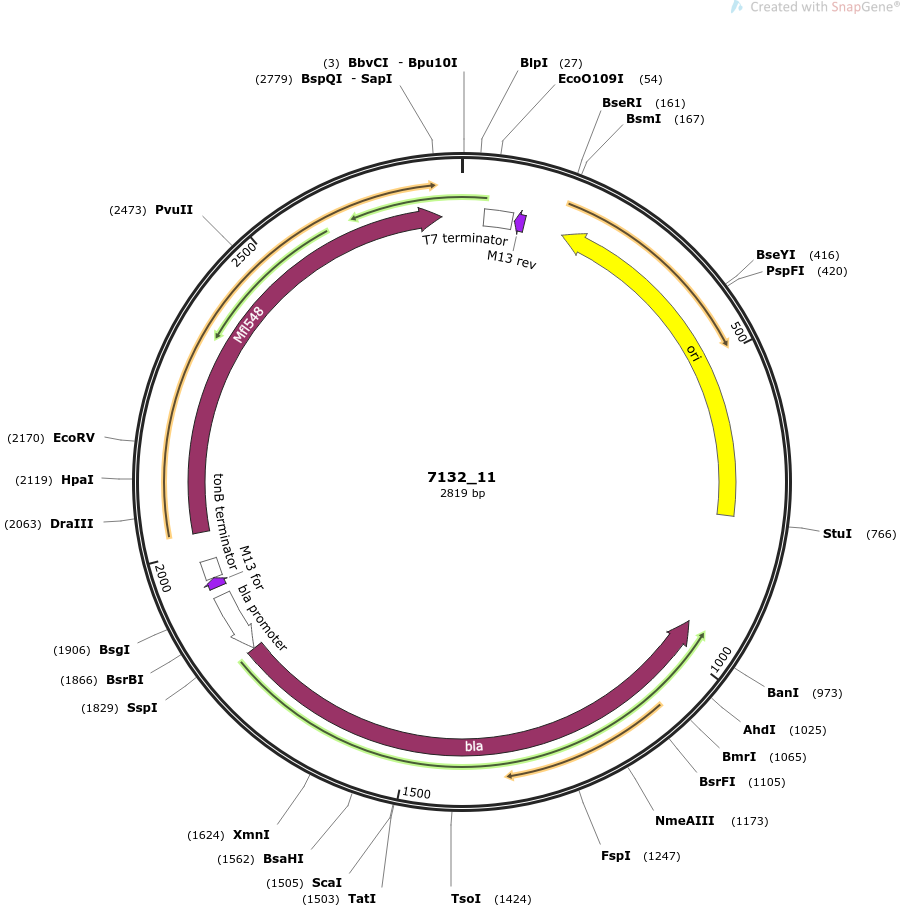 Created with SnapGene®
(3) BbvCI - Bpu10I
(2779) BspQI - SapI
BlpI (27)
EcoO109I (54)
BseRI (161)
BsmI (167)
(2473) PvuII
2500
T7 terminator
M13 rev
BseYI (416)
PspFI (420)
500
Mfl548
ori
(2170) EcoRV
(2119) HpaI
(2063) DraIII
7132_11
2819 bp
StuI (766)
tonB terminator
M13 for
bla promoter
2000
(1906) BsgI
(1866) BsrBI
(1829) SspI
1000
BanI (973)
AhdI (1025)
BmrI (1065)
BsrFI (1105)
bla
1500
NmeAIII (1173)
(1624) XmnI
(1562) BsaHI
(1505) ScaI
(1503) TatI
TsoI (1424)
FspI (1247)